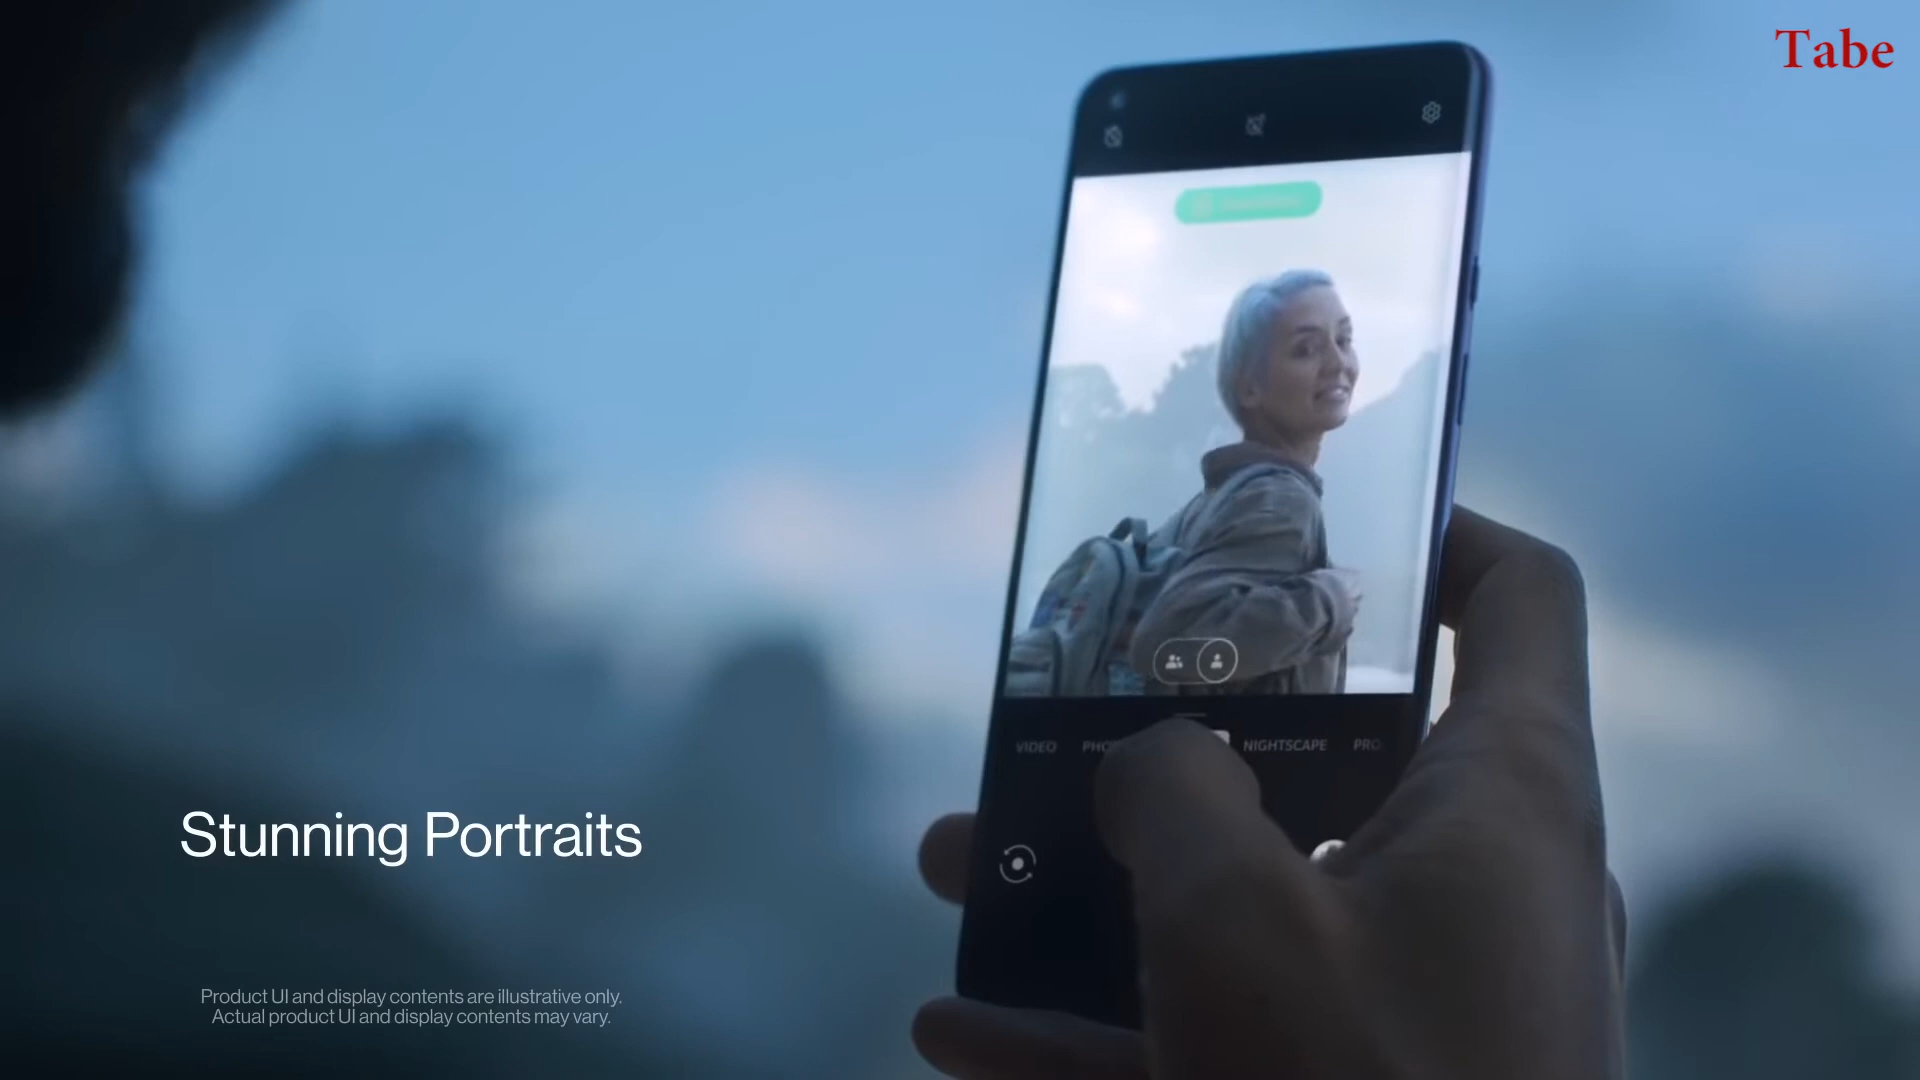 Tabe
VIDEO
NIGHTSCAPE
Stunning Portraits
Product UI and display contents are illustrative only.
Actual product UI and display contents may vary.